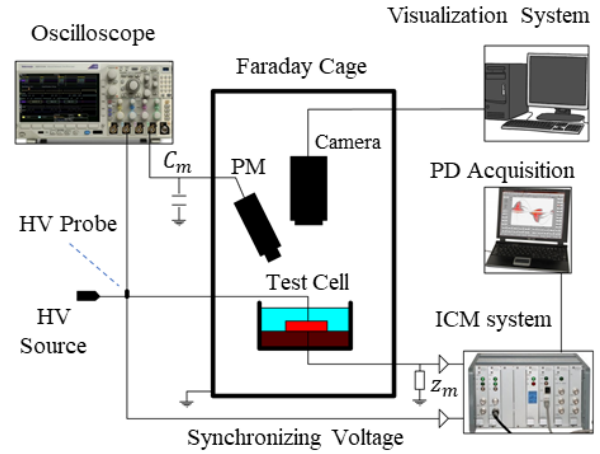 Visualization System
Oscilloscope
Faraday Cage
Camera
C_m
PM
PD Acquisition
HV Probe
Test Cell
HV
Source
ICM system
z_m
Synchronizing Voltage